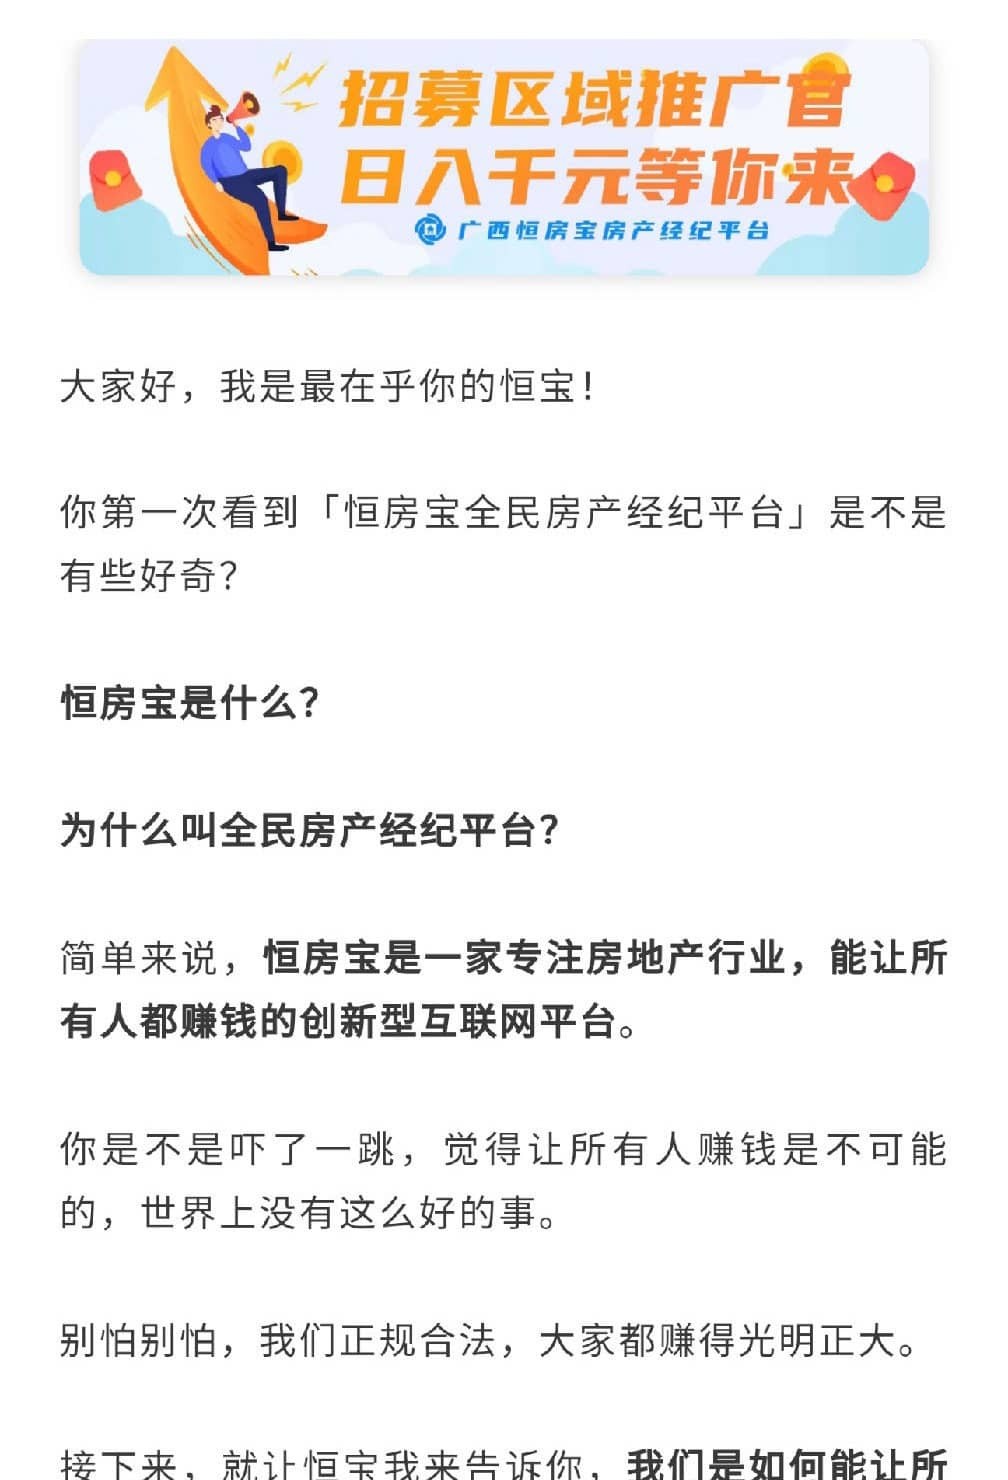 招募区域推广官
日入千元等你来
广西恒房宝房产经纪平台
大家好，我是最在乎你的恒宝！
你第一次看到「恒房宝全民房产经纪平台」是不是
有些好奇？
恒房宝是什么？
为什么叫全民房产经纪平台？
简单来说，恒房宝是一家专注房地产行业，能让所
有人都赚钱的创新型互联网平台。
你是不是吓了一跳，觉得让所有人赚钱是不可能
的，世界上没有这么好的事。
别怕别怕，我们正规合法，大家都赚得光明正大。
接下来，就让恒宝我来告诉你，我们是如何能让所